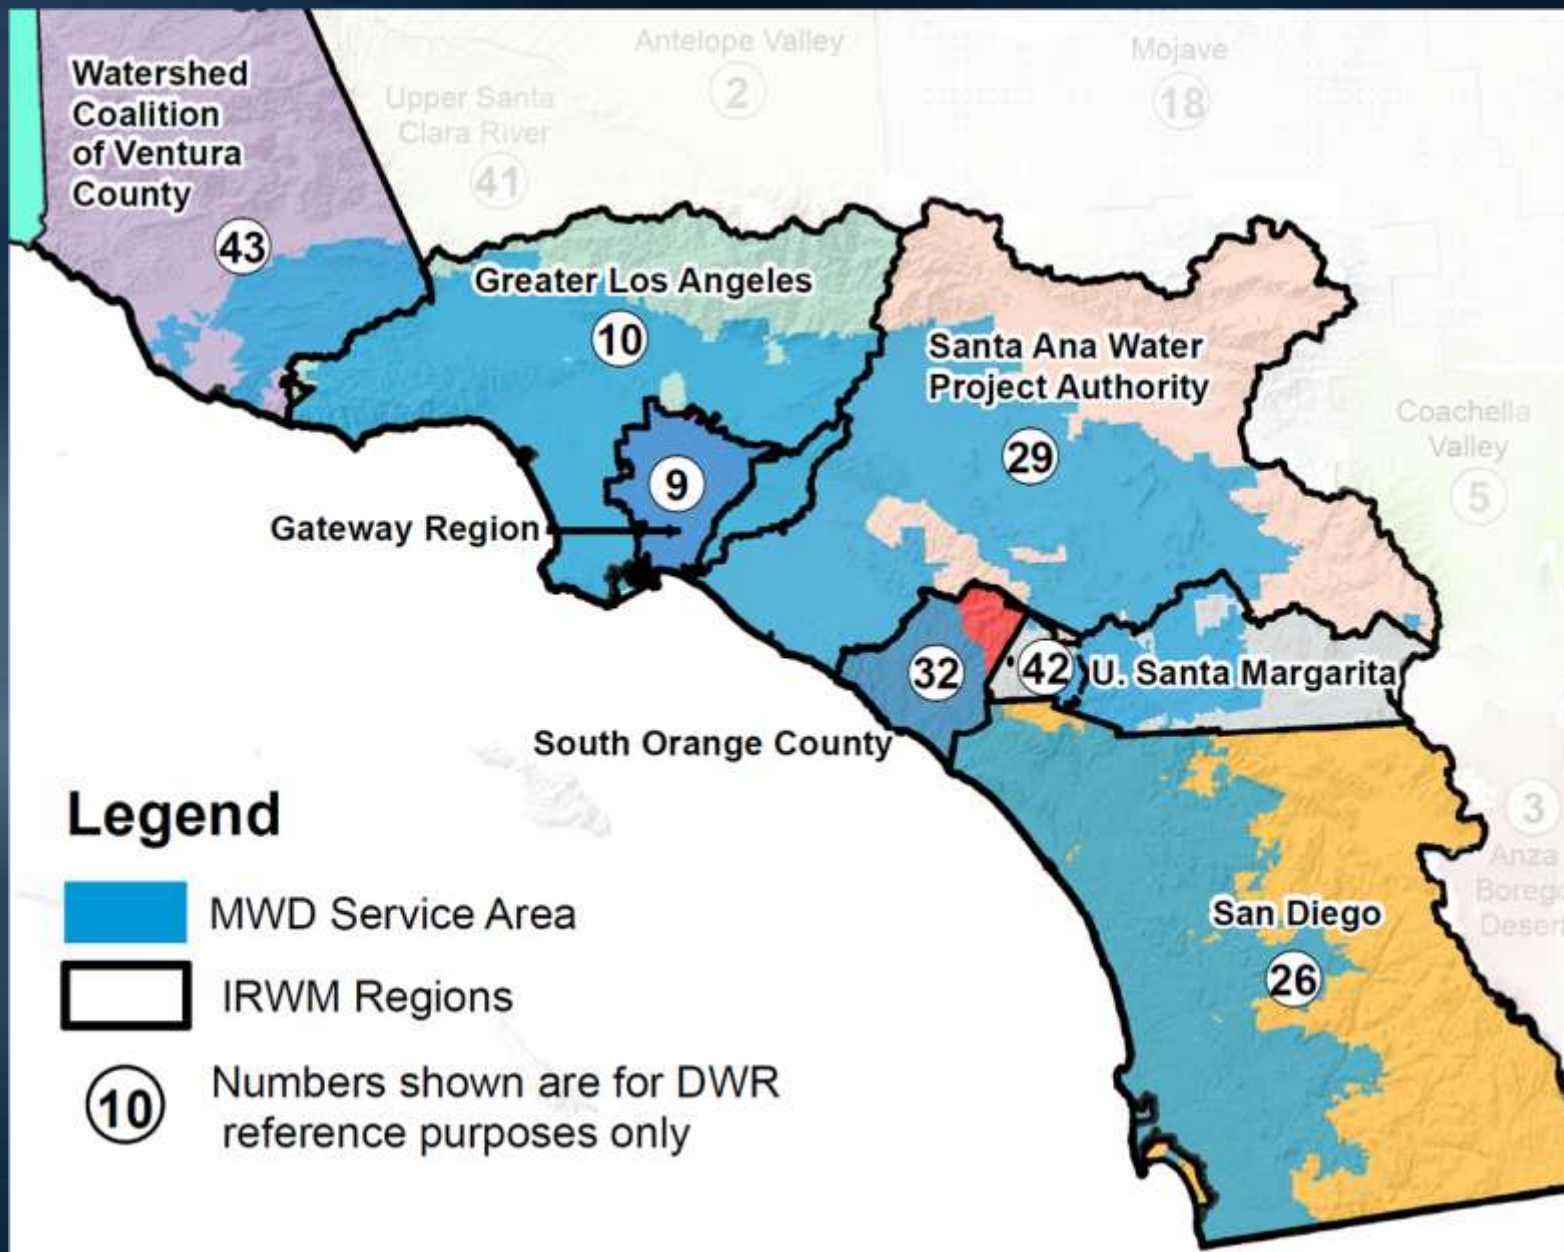 Watershed
Coalition
of Ventura
County
43
Antelope Valley
2
Upper Santa
Clara River
41
Mojave
18
Greater Los Angeles
10
Santa Ana Water
Project Authority
29
Coachella
Valley
5
9
Gateway Region
32
42
U. Santa Margarita
South Orange County
3
Anza
Borego
Desert
San Diego
26
Legend
MWD Service Area
IRWM Regions
10
Numbers shown are for DWR
reference purposes only